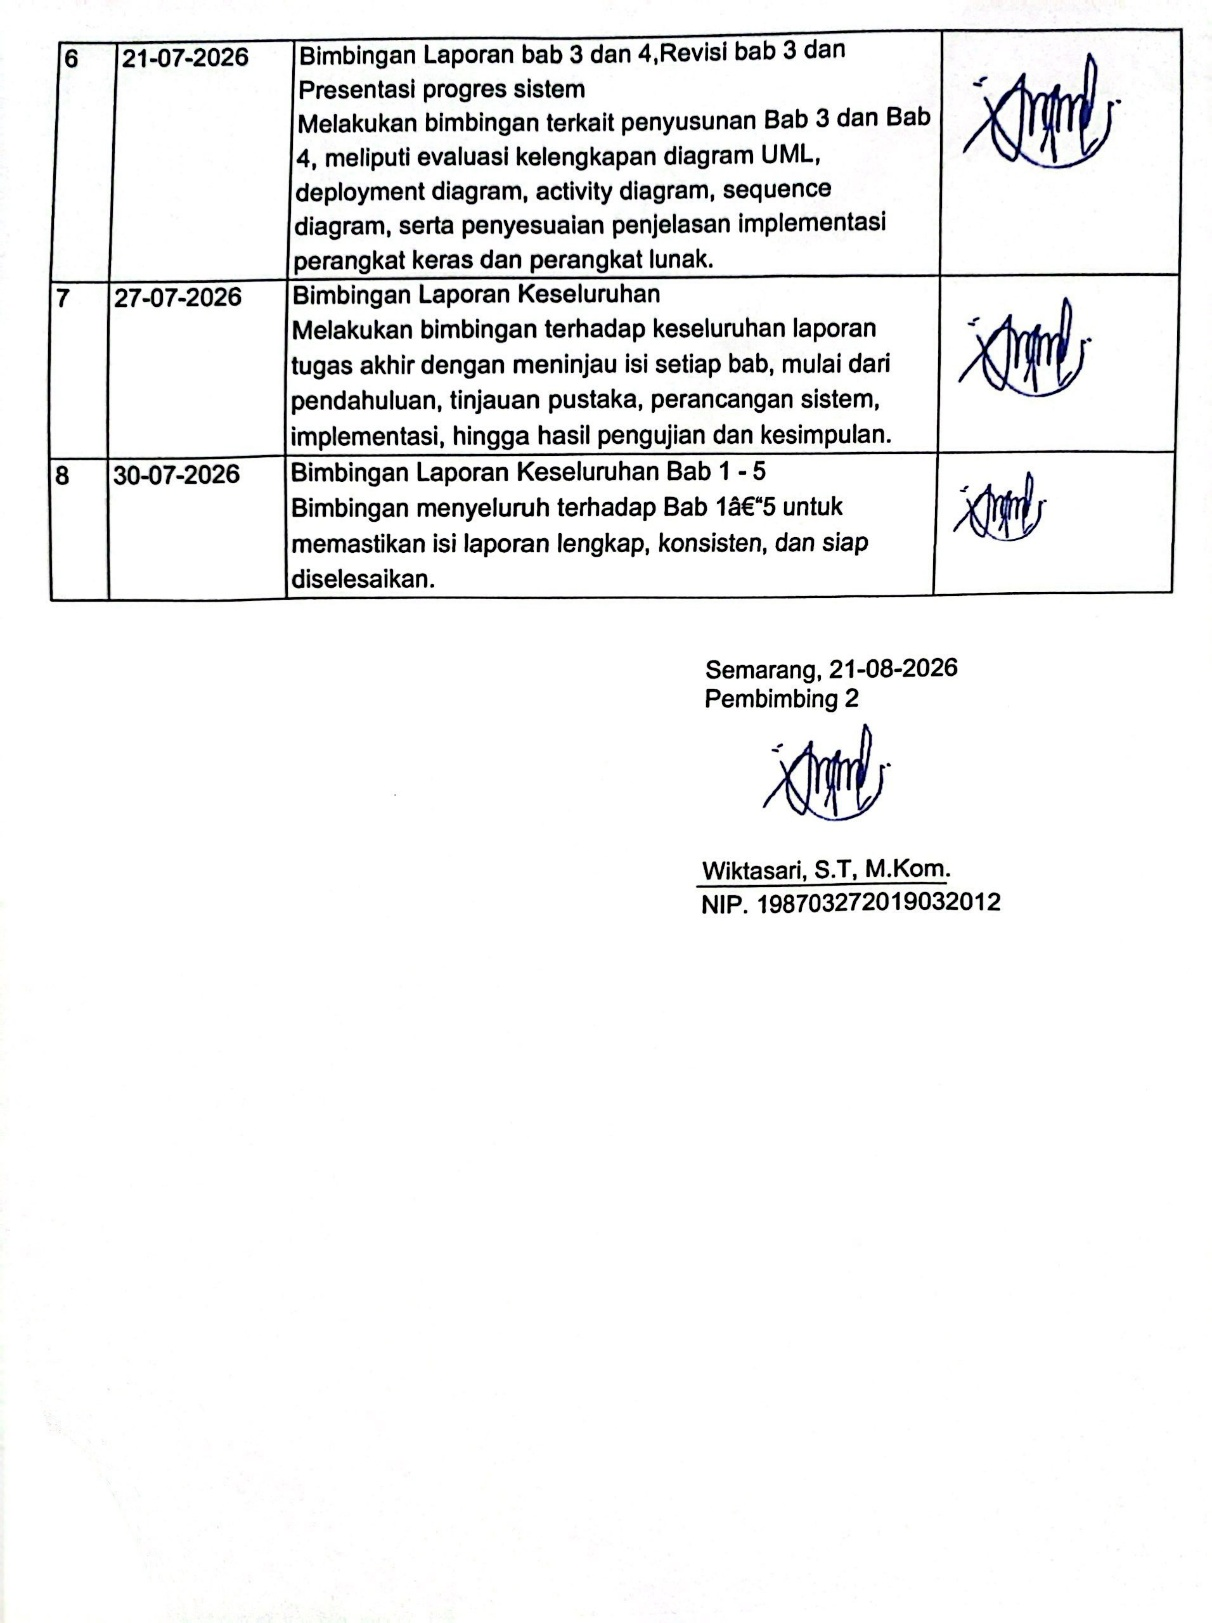 6 21-07-2026 Bimbingan Laporan bab 3 dan 4,Revisi bab 3 dan
Presentasi progres sistem
Melakukan bimbingan terkait penyusunan Bab 3 dan Bab
4, meliputi evaluasi kelengkapan diagram UML,
deployment diagram, activity diagram, sequence
diagram, serta penyesuaian penjelasan implementasi
perangkat keras dan perangkat lunak.
7 27-07-2026 Bimbingan Laporan Keseluruhan
Melakukan bimbingan terhadap keseluruhan laporan
tugas akhir dengan meninjau isi setiap bab, mulai dari
pendahuluan, tinjauan pustaka, perancangan sistem,
implementasi, hingga hasil pengujian dan kesimpulan.
8 30-07-2026 Bimbingan Laporan Keseluruhan Bab 1 - 5
Bimbingan menyeluruh terhadap Bab 1â€“5 untuk
memastikan isi laporan lengkap, konsisten, dan siap
diselesaikan.
Semarang, 21-08-2026
Pembimbing 2
Wiktasari, S.T, M.Kom.
NIP. 198703272019032012